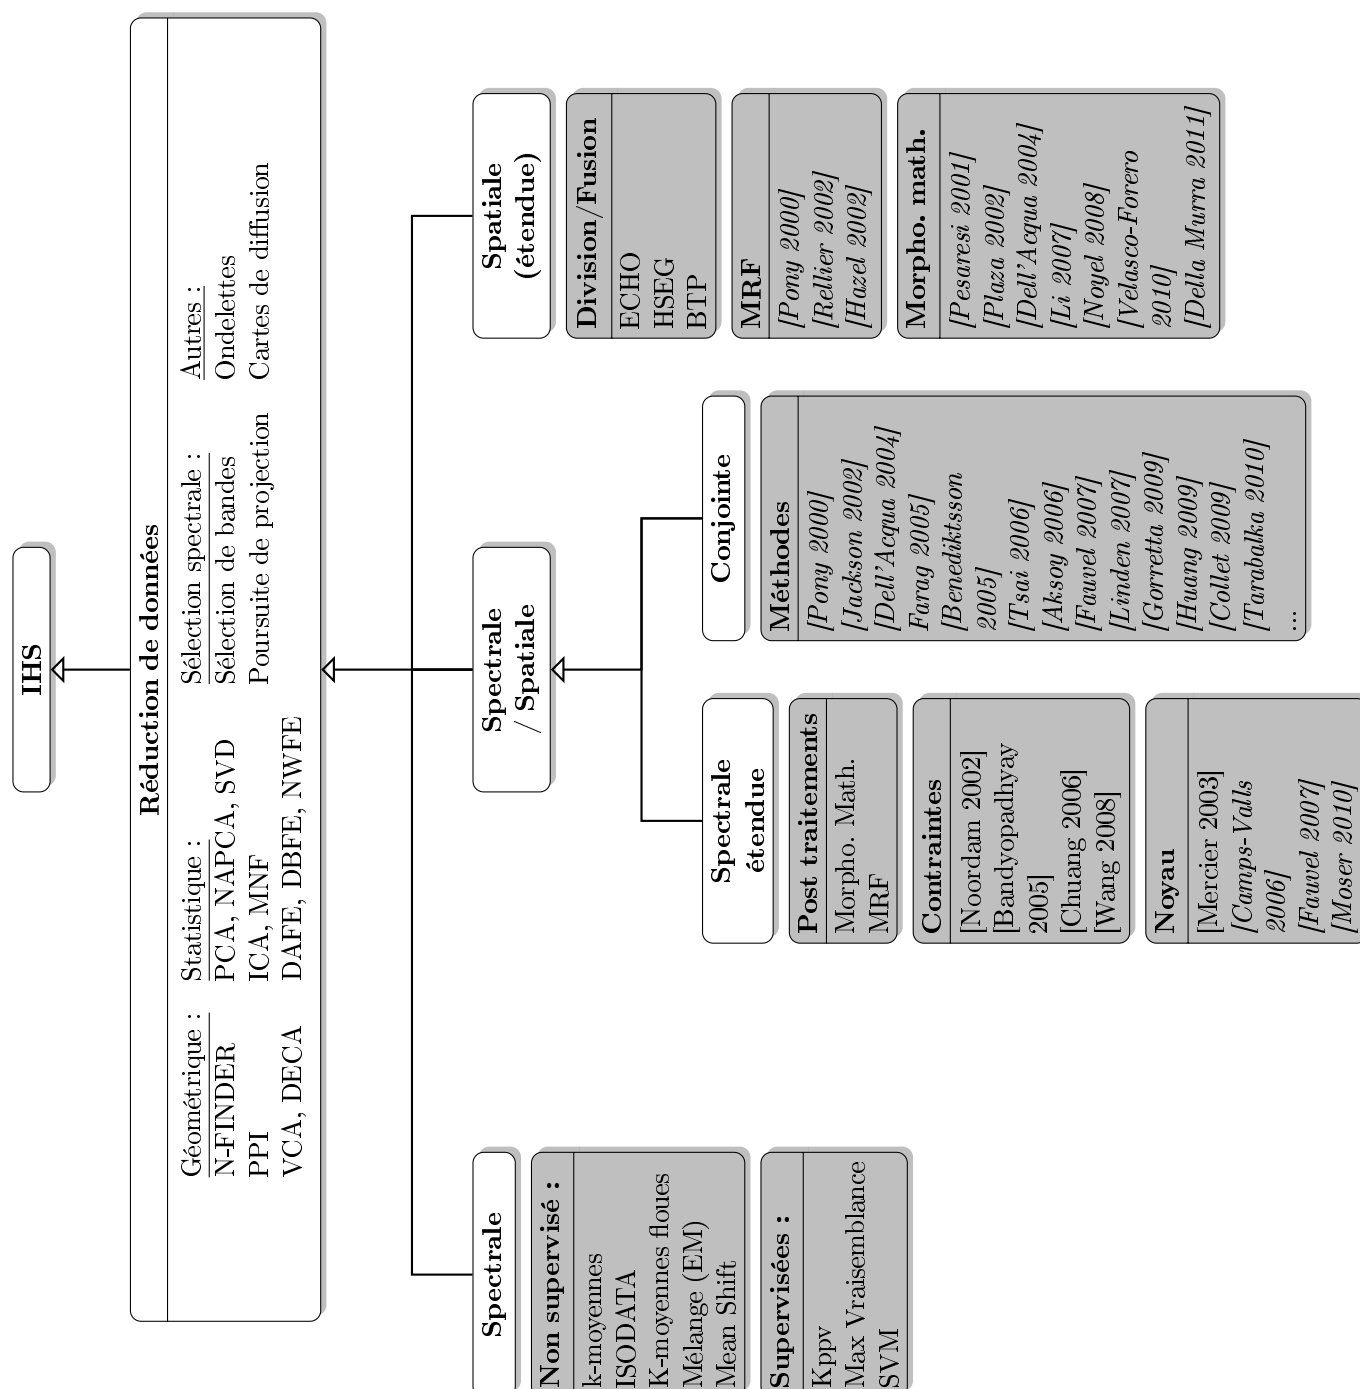 IHS
Réduction de données
Géométrique :
N-FINDER
PPI
VCA, DECA
Statistique :
PCA, NAPCA, SVD
ICA, MNF
DAFE, DBFE, NWFE
Sélection spectrale :
Sélection de bandes
Poursuite de projection
Autres :
Ondelettes
Cartes de diffusion
Spectrale
Non supervisé :
k-moyennes
ISODATA
K-moyennes floues
Mélange (EM)
Mean Shift
Supervisées :
Kppv
Max Vraisemblance
SVM
Spectrale
/ Spatiale
Spectrale
étendue
Post traitements
Morpho. Math.
MRF
Contraintes
[Noordam 2002]
[Bandyopadhyay
2005]
[Chuang 2006]
[Wang 2008]
Noyau
[Mercier 2003]
[Camps-Valls
2006]
[Fauvel 2007]
[Moser 2010]
Conjointe
Méthodes
[Pony 2000]
[Jackson 2002]
[Dell'Acqua 2004]
Farag 2005]
[Benediktsson
2005]
[Tsai 2006]
[Aksoy 2006]
[Fauvel 2007]
[Linden 2007]
[Gorretta 2009]
[Huang 2009]
[Collet 2009]
[Tarabalka 2010]
...
Spatiale
(étendue)
Division/Fusion
ECHO
HSEG
BTP
MRF
[Pony 2000]
[Rellier 2002]
[Hazel 2002]
Morpho. math.
[Pesaresi 2001]
[Plaza 2002]
[Dell'Acqua 2004]
[Li 2007]
[Noyel 2008]
[Velasco-Forero
2010]
[Della Murra 2011]